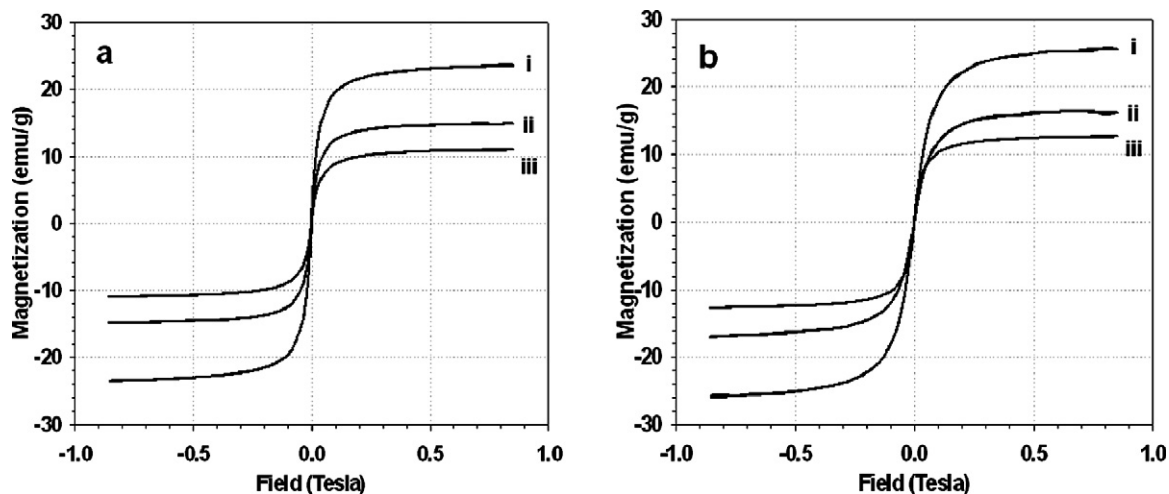 a
30
20
10
0
-10
-20
-30
-1.0 -0.5 0.0 0.5 1.0
Magnetization (emu/g)
Field (Tesla)
i
ii
iii
b
30
20
10
0
-10
-20
-30
-1.0 -0.5 0.0 0.5 1.0
Magnetization (emu/g)
Field (Tesla)
i
ii
iii